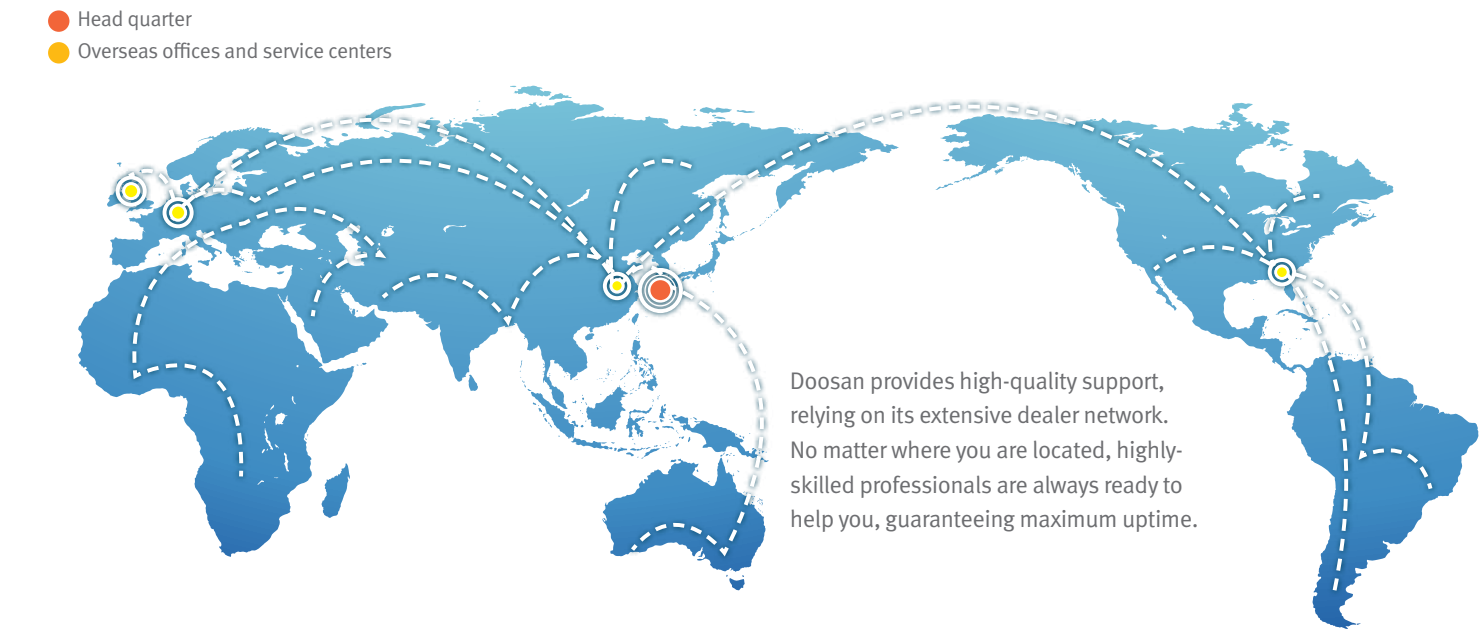 Head quarter
Overseas offices and service centers
Doosan provides high-quality support,
relying on its extensive dealer network.
No matter where you are located, highly-
skilled professionals are always ready to
help you, guaranteeing maximum uptime.